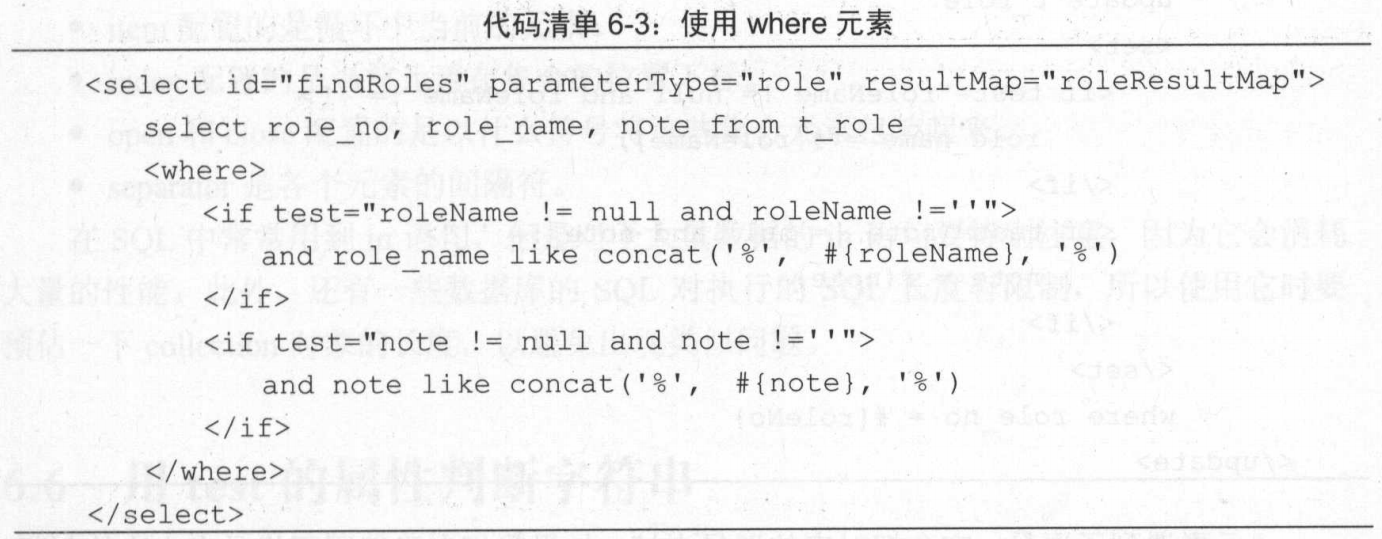 代码清单 6-3：使用 where 元素
<select id="findRoles" parameterType="role" resultMap="roleResultMap">
select role_no, role_name, note from t_role
<where>
<if test="roleName != null and roleName !=''">
and role_name like concat('%', #{roleName}, '%')
</if>
<if test="note != null and note !=''">
and note like concat('%', #{note}, '%')
</if>
</where>
</select>